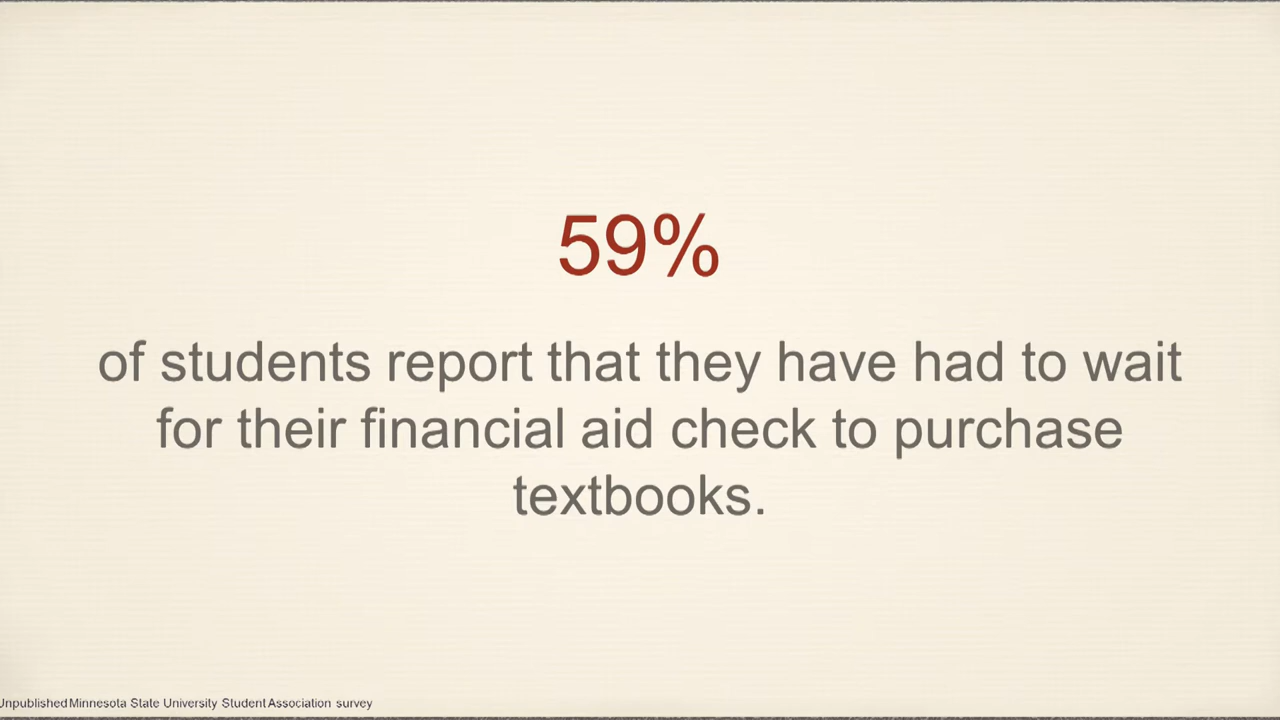 59%
of students report that they have had to wait
for their financial aid check to purchase
textbooks.
Unpublished Minnesota State University Student Association survey